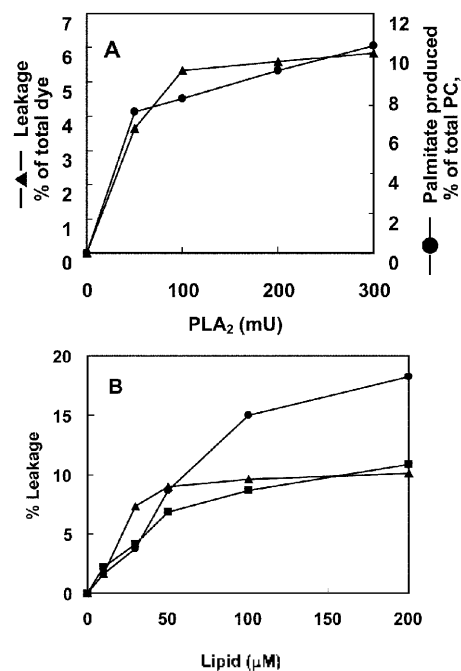 A
7
6
5
4
3
2
1
0
—▲— Leakage
% of total dye
12
10
8
6
4
2
0
Palmitate produced
% of total PC,
0 100 200 300
PLA₂ (mU)
B
20
15
10
5
0
% Leakage
0 50 100 150 200
Lipid (µM)